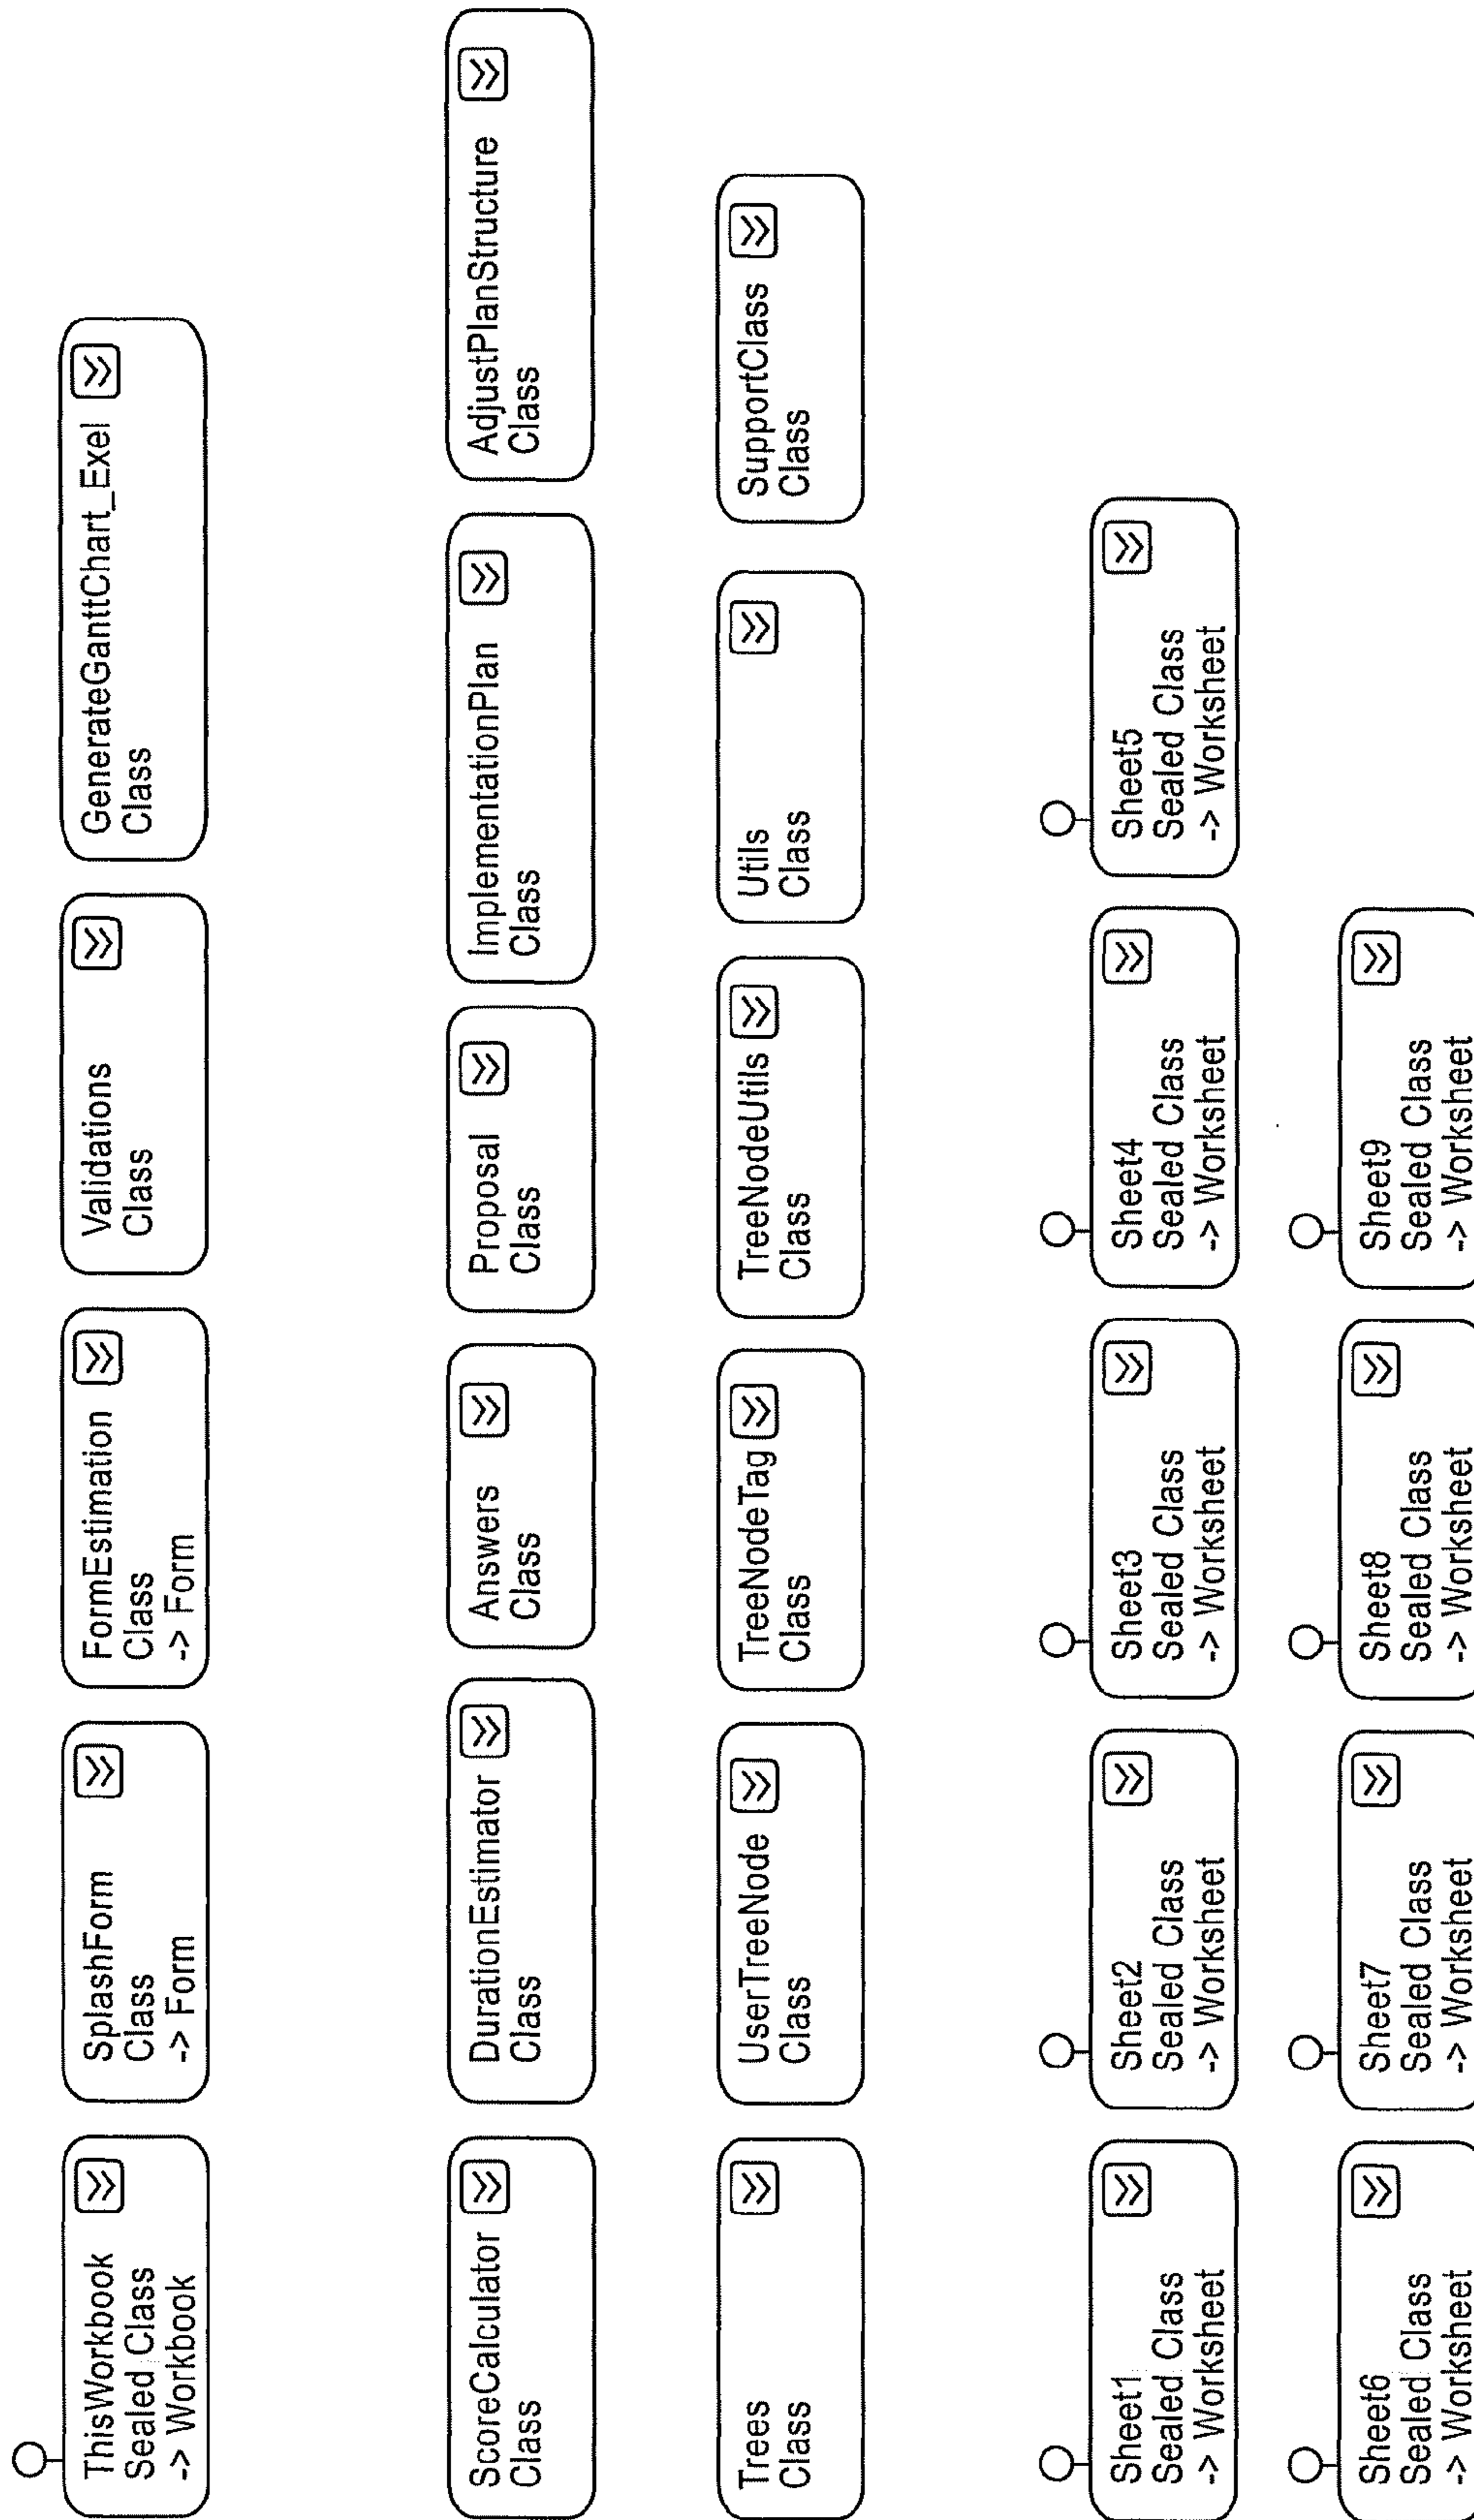 ThisWorkbook
Sealed Class
-> Workbook
SplashForm
Class
-> Form
FormEstimation
Class
-> Form
Validations
Class
GenerateGanttChart_Exel
Class
ScoreCalculator
Class
DurationEstimator
Class
Answers
Class
Proposal
Class
ImplementationPlan
Class
AdjustPlanStructure
Class
Trees
Class
UserTreeNode
Class
TreeNodeTag
Class
TreeNodeUtils
Class
Utils
Class
SupportClass
Class
Sheet1
Sealed Class
-> Worksheet
Sheet2
Sealed Class
-> Worksheet
Sheet3
Sealed Class
-> Worksheet
Sheet4
Sealed Class
-> Worksheet
Sheet5
Sealed Class
-> Worksheet
Sheet6
Sealed Class
-> Worksheet
Sheet7
Sealed Class
-> Worksheet
Sheet8
Sealed Class
-> Worksheet
Sheet9
Sealed Class
-> Worksheet